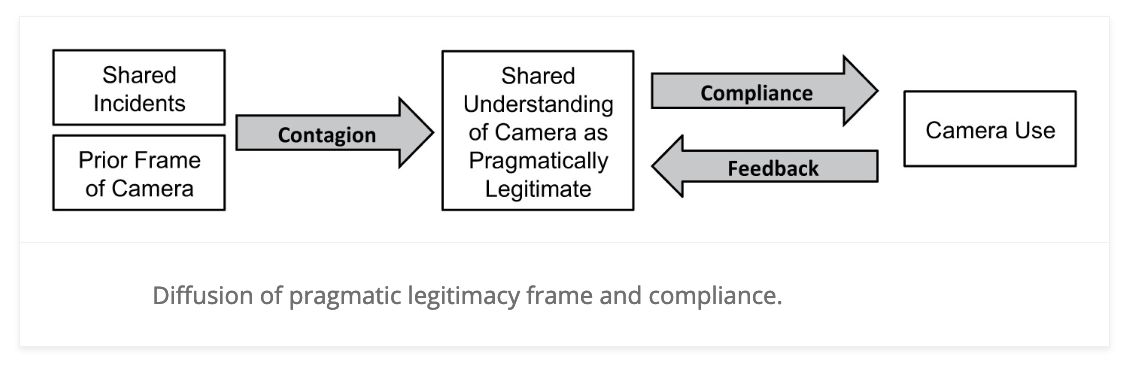 Shared
Incidents
Prior Frame
of Camera
Contagion
Shared
Understanding
of Camera as
Pragmatically
Legitimate
Compliance
Feedback
Camera Use
Diffusion of pragmatic legitimacy frame and compliance.